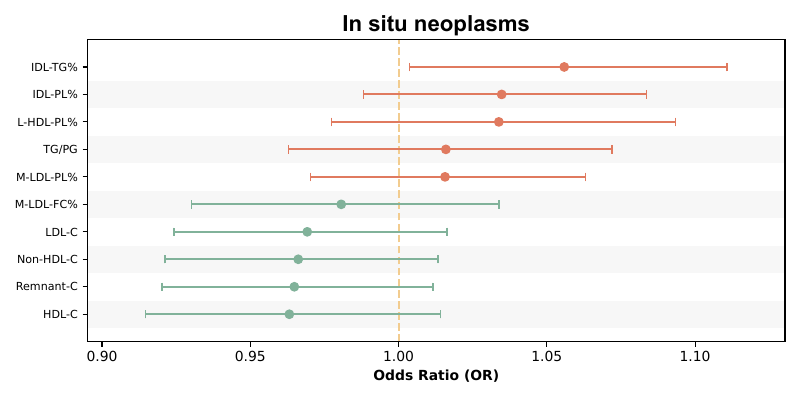 In situ neoplasms
IDL-TG%
IDL-PL%
L-HDL-PL%
TG/PG
M-LDL-PL%
M-LDL-FC%
LDL-C
Non-HDL-C
Remnant-C
HDL-C
0.90 0.95 1.00 1.05 1.10
Odds Ratio (OR)